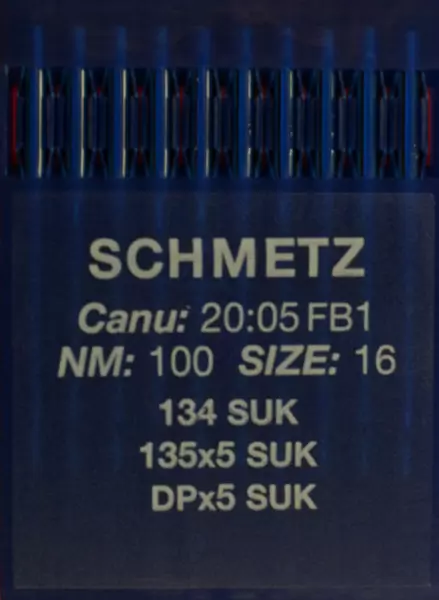 SCHMETZ
Canu: 20:05 FB1
NM: 100 SIZE: 16
134 SUK
135x5 SUK
DPx5 SUK